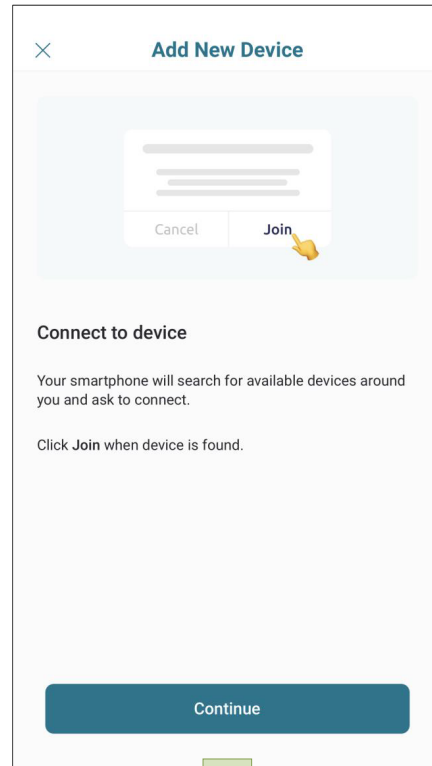 Add New Device
Cancel Join
Connect to device
Your smartphone will search for available devices around
you and ask to connect.
Click Join when device is found.
Continue